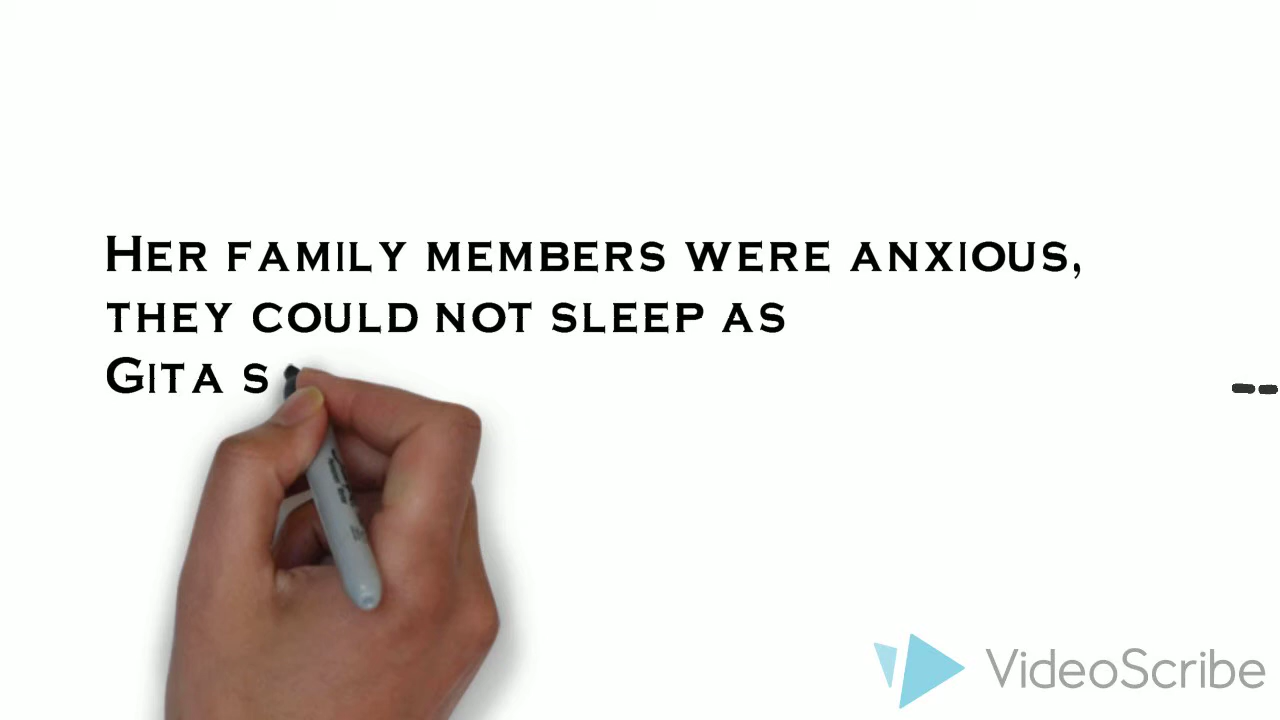 Her family members were anxious,
they could not sleep as
Gita s
--
VideoScribe